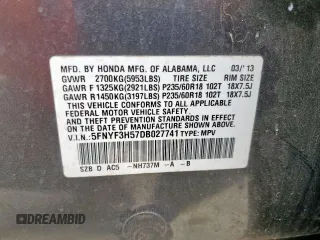 MFD. BY HONDA MFG. OF ALABAMA, LLC 03/'13
GVWR 2700KG(5953LBS) TIRE SIZE RIM SIZE
GAWR F 1325KG(2921LBS) P235/60R18 102T 18X7.5J
GAWR R 1450KG(3197LBS) P235/60R18 102T 18X7.5J
THIS VEHICLE CONFORMS TO ALL APPLICABLE
FEDERAL MOTOR VEHICLE SAFETY AND THEFT
PREVENTION STANDARDS IN EFFECT ON THE DATE
OF MANUFACTURE SHOWN ABOVE.
V.I.N.: 5FNYF3H57DB027741 TYPE: MPV
SZB D AC5 -NH737M -A -B